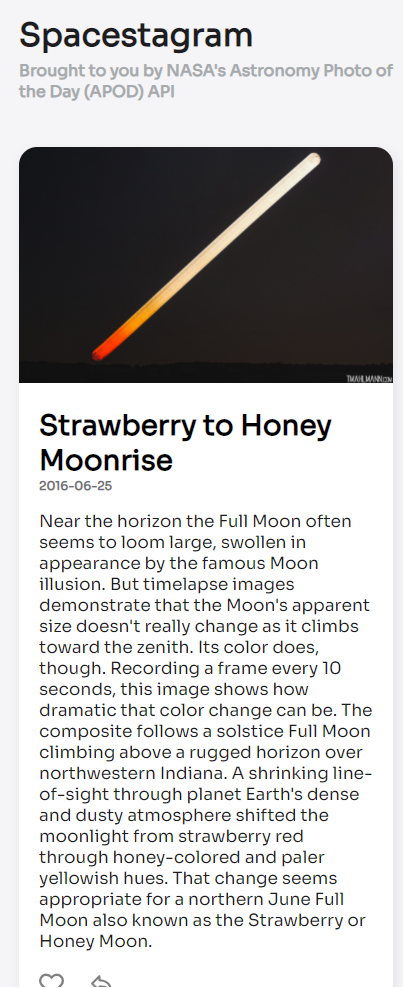 Spacestagram
Brought to you by NASA's Astronomy Photo of
the Day (APOD) API
TMAHLMANN.COM
Strawberry to Honey
Moonrise
2016-06-25
Near the horizon the Full Moon often
seems to loom large, swollen in
appearance by the famous Moon
illusion. But timelapse images
demonstrate that the Moon's apparent
size doesn't really change as it climbs
toward the zenith. Its color does,
though. Recording a frame every 10
seconds, this image shows how
dramatic that color change can be. The
composite follows a solstice Full Moon
climbing above a rugged horizon over
northwestern Indiana. A shrinking line-
of-sight through planet Earth's dense
and dusty atmosphere shifted the
moonlight from strawberry red
through honey-colored and paler
yellowish hues. That change seems
appropriate for a northern June Full
Moon also known as the Strawberry or
Honey Moon.